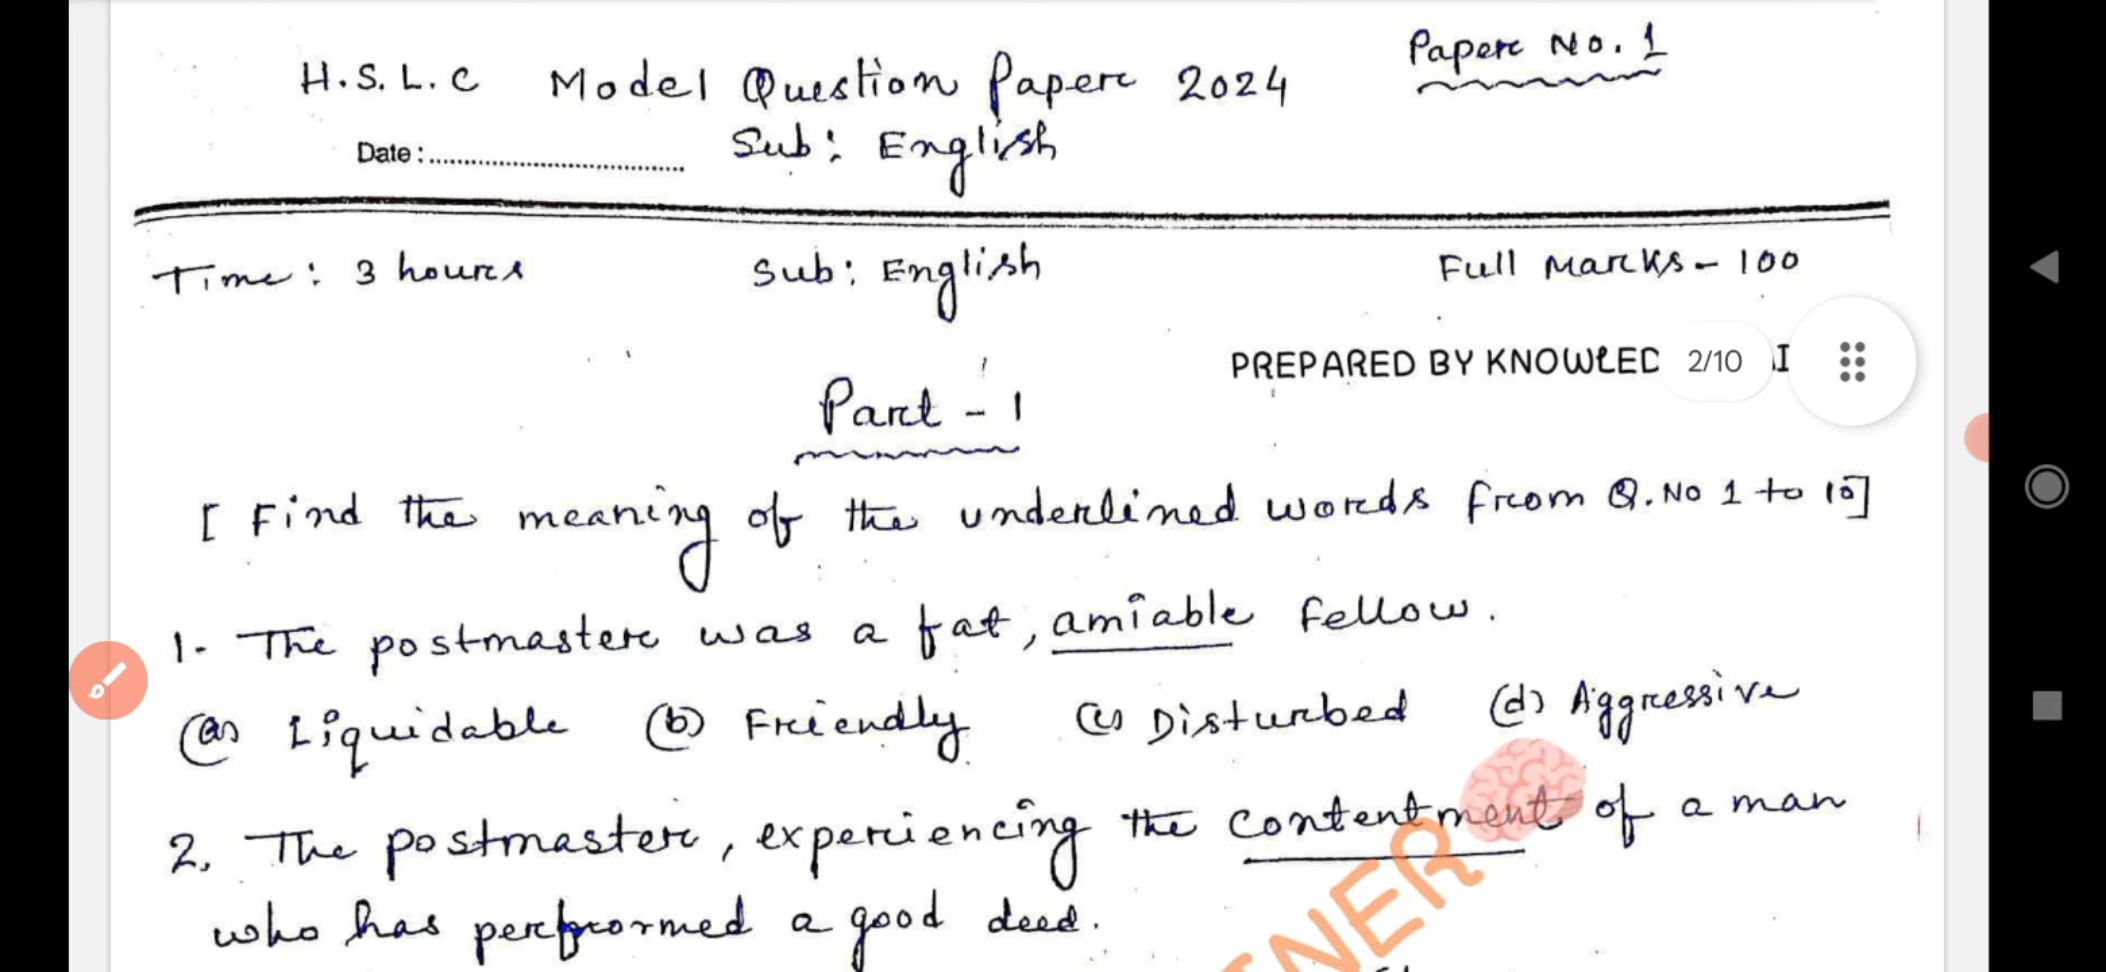 Paper No. 1
H.S.L.C Model Question Paper 2024
Date :
Sub: English
Time: 3 hours Sub: English Full Marks - 100
PREPARED BY KNOWLED 2/10 I
Part - 1
[ Find the meaning of the underlined words from Q. No 1 to 10]
1. The postmaster was a fat, amiable fellow.
(a) Liquidable (b) Friendly (c) Disturbed (d) Aggressive
2. The postmaster, experiencing the contentment of a man
who has performed a good deed.
NER